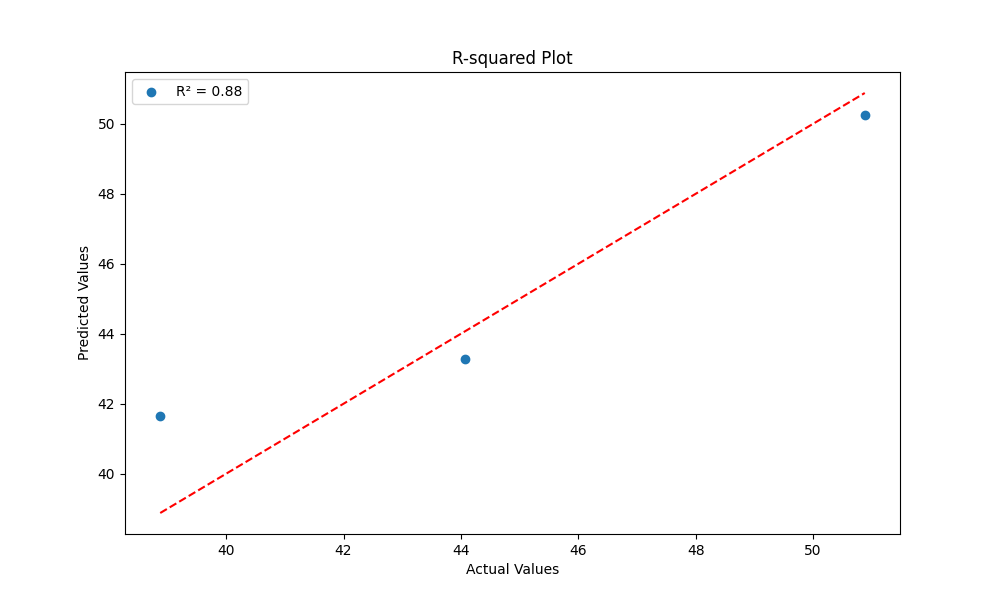 R-squared Plot
R² = 0.88
50
48
46
44
42
40
Predicted Values
40 42 44 46 48 50
Actual Values